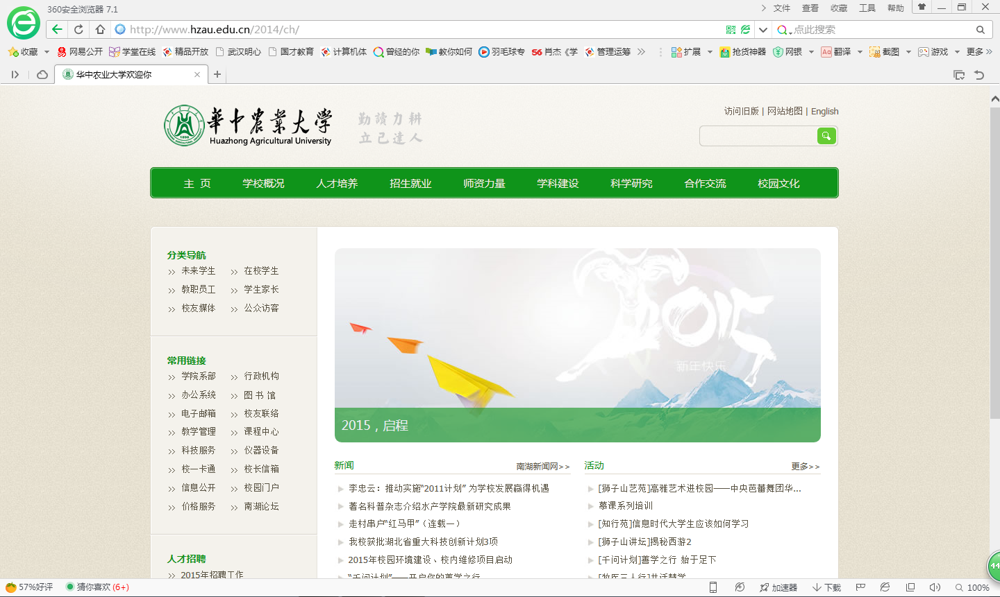 360安全浏览器 7.1
文件 查看 收藏 工具 帮助
http://www.hzau.edu.cn/2014/ch/
点此搜索
收藏 网易公开 学堂在线 精品开放 武汉明心 国才教育 计算机体 曾经的你 教你如何 羽毛球专 肖杰《学 管理运筹 扩展 抢货神器 网银 翻译 截图 游戏 更多
华中农业大学欢迎你
華中農業大学
Huazhong Agricultural University
勤讀力耕
立己達人
访问旧版 | 网站地图 | English
主 页 学校概况 人才培养 招生就业 师资力量 学科建设 科学研究 合作交流 校园文化
分类导航
未来学生 在校学生
教职员工 学生家长
校友媒体 公众访客
常用链接
学院系部 行政机构
办公系统 图 书 馆
电子邮箱 校友联络
教学管理 课程中心
科技服务 仪器设备
校一卡通 校长信箱
信息公开 校园门户
价格服务 南湖论坛
人才招聘
2015年招聘工作
2015
新年快乐
2015，启程
新闻 南湖新闻网>>
李忠云：推动实施“2011计划” 为学校发展赢得机遇
著名科普杂志介绍水产学院最新研究成果
走村串户“红马甲”（连载一）
我校获批湖北省重大科技创新计划3项
2015年校园环境建设、校内维修项目启动
“千问计划”——开启你的善学之行
活动 更多>>
[狮子山艺苑]高雅艺术进校园——中央芭蕾舞团华...
慕课系列培训
[知行苑]信息时代大学生应该如何学习
[狮子山讲坛]揭秘西游2
[千问计划]善学之行 始于足下
[牧医三人行]共话慧学
44
57%好评 猜你喜欢 (6+)
加速器 下载 100%